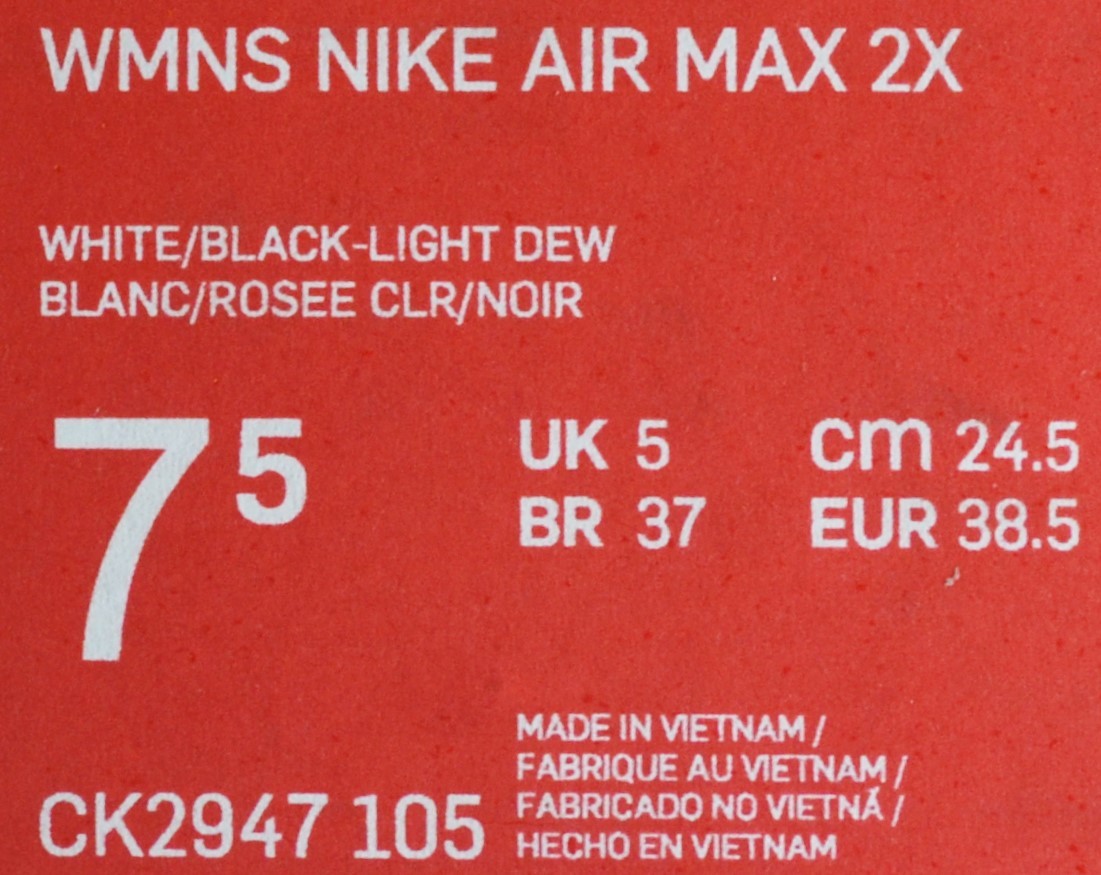 WMNS NIKE AIR MAX 2X
WHITE/BLACK-LIGHT DEW
BLANC/ROSEE CLR/NOIR
7 5
UK 5 cm 24.5
BR 37 EUR 38.5
MADE IN VIETNAM /
FABRIQUE AU VIETNAM /
FABRICADO NO VIETNÃ /
HECHO EN VIETNAM
CK2947 105